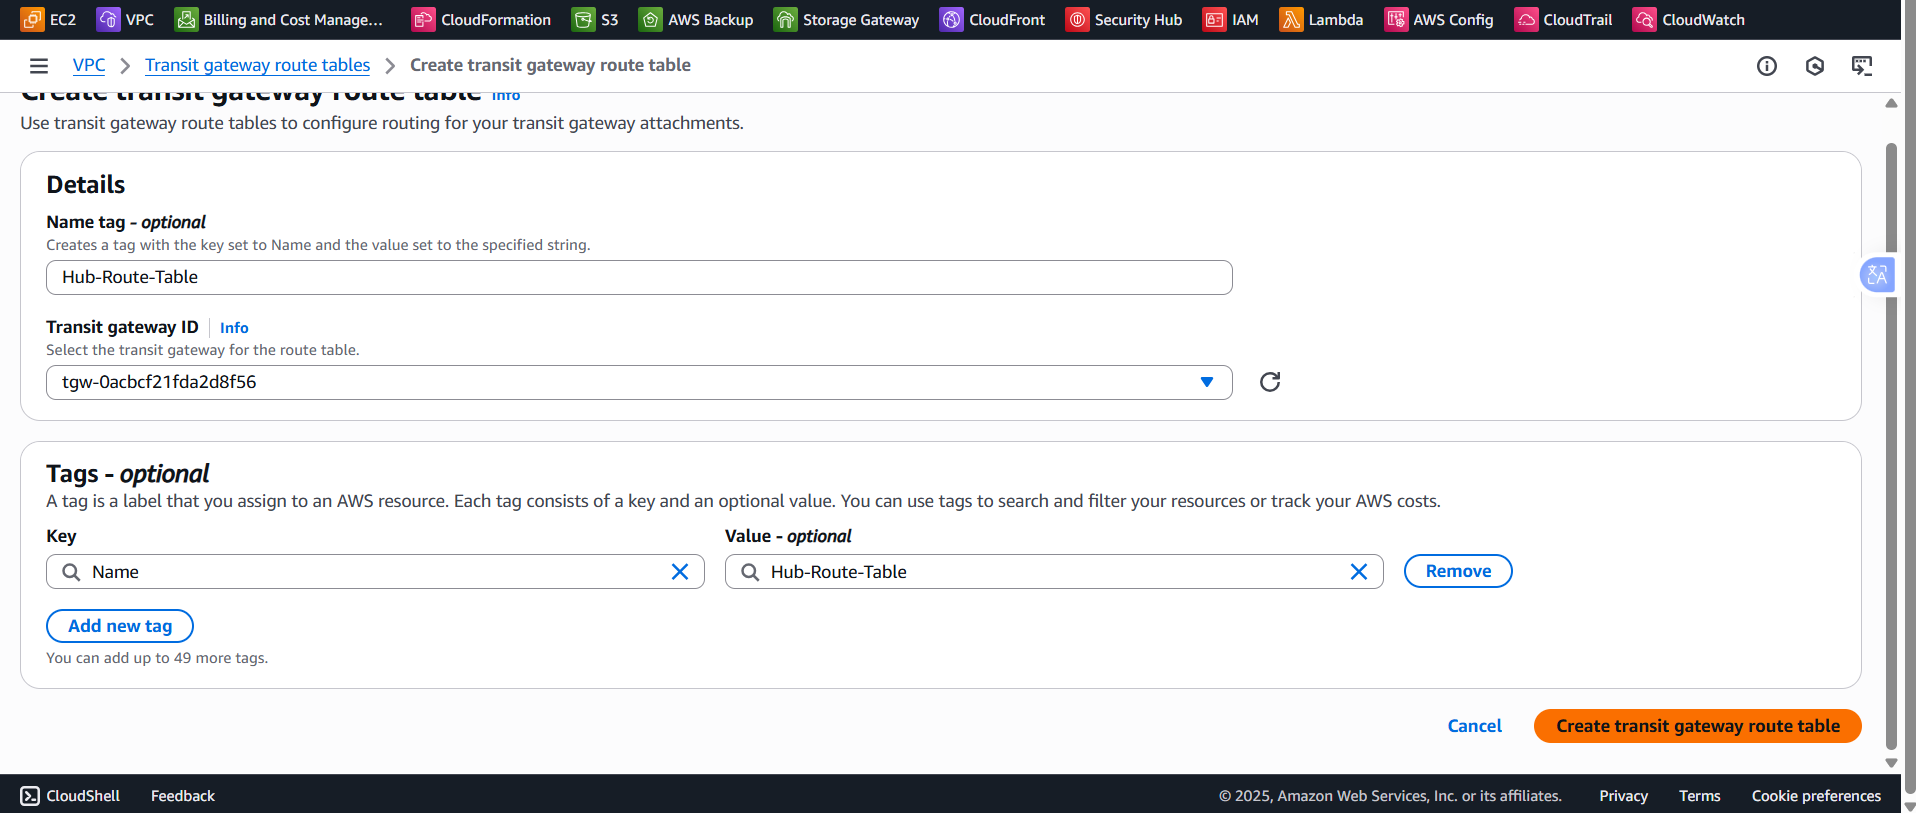 EC2 VPC Billing and Cost Manage... CloudFormation S3 AWS Backup Storage Gateway CloudFront Security Hub IAM Lambda AWS Config CloudTrail CloudWatch
VPC Transit gateway route tables Create transit gateway route table
Create transit gateway route table Info
Use transit gateway route tables to configure routing for your transit gateway attachments.
Details
Name tag - optional
Creates a tag with the key set to Name and the value set to the specified string.
Hub-Route-Table
Transit gateway ID Info
Select the transit gateway for the route table.
tgw-0acbcf21fda2d8f56
Tags - optional
A tag is a label that you assign to an AWS resource. Each tag consists of a key and an optional value. You can use tags to search and filter your resources or track your AWS costs.
Key Value - optional
Name Hub-Route-Table Remove
Add new tag
You can add up to 49 more tags.
Cancel Create transit gateway route table
CloudShell Feedback © 2025, Amazon Web Services, Inc. or its affiliates. Privacy Terms Cookie preferences